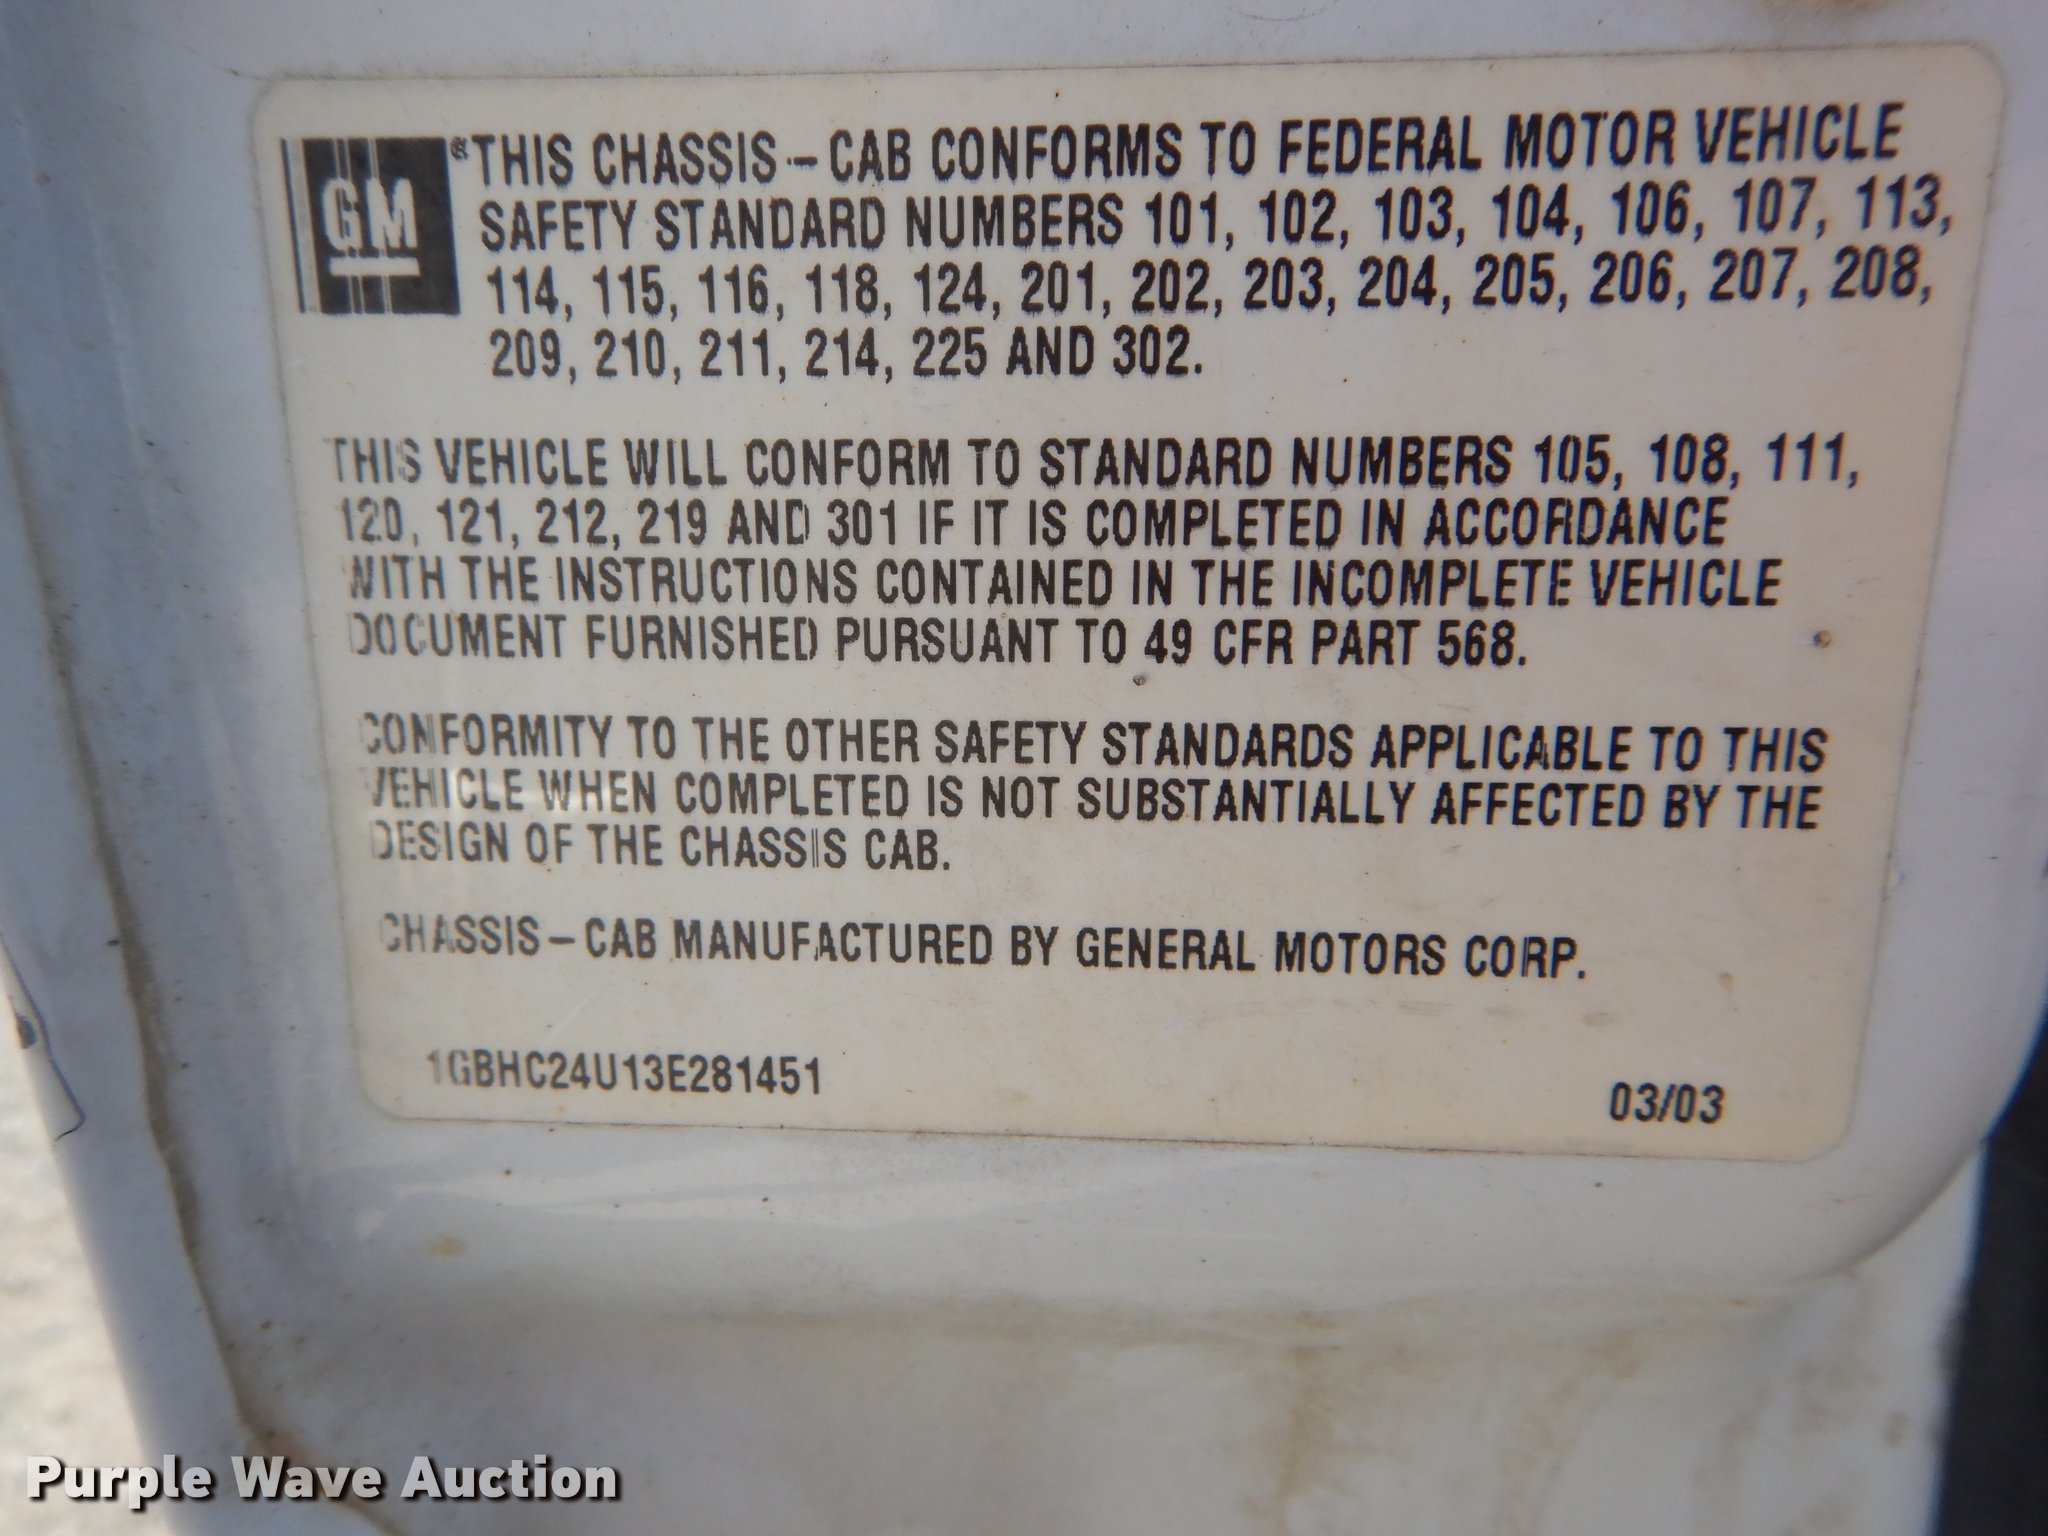 GM
® THIS CHASSIS-CAB CONFORMS TO FEDERAL MOTOR VEHICLE
SAFETY STANDARD NUMBERS 101, 102, 103, 104, 106, 107, 113,
114, 115, 116, 118, 124, 201, 202, 203, 204, 205, 206, 207, 208,
209, 210, 211, 214, 225 AND 302.
THIS VEHICLE WILL CONFORM TO STANDARD NUMBERS 105, 108, 111,
120, 121, 212, 219 AND 301 IF IT IS COMPLETED IN ACCORDANCE
WITH THE INSTRUCTIONS CONTAINED IN THE INCOMPLETE VEHICLE
DOCUMENT FURNISHED PURSUANT TO 49 CFR PART 568.
CONFORMITY TO THE OTHER SAFETY STANDARDS APPLICABLE TO THIS
VEHICLE WHEN COMPLETED IS NOT SUBSTANTIALLY AFFECTED BY THE
DESIGN OF THE CHASSIS CAB.
CHASSIS-CAB MANUFACTURED BY GENERAL MOTORS CORP.
1GBHC24U13E281451
03/03
Purple Wave Auction